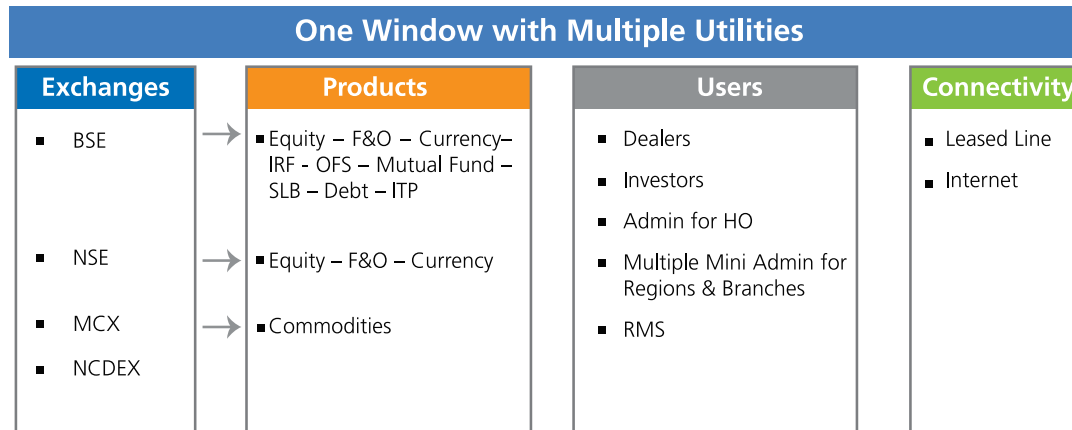 One Window with Multiple Utilities
Exchanges
BSE
NSE
MCX
NCDEX
Products
Equity – F&O – Currency–
IRF - OFS – Mutual Fund –
SLB – Debt – ITP
Equity – F&O – Currency
Commodities
Users
Dealers
Investors
Admin for HO
Multiple Mini Admin for
Regions & Branches
RMS
Connectivity
Leased Line
Internet